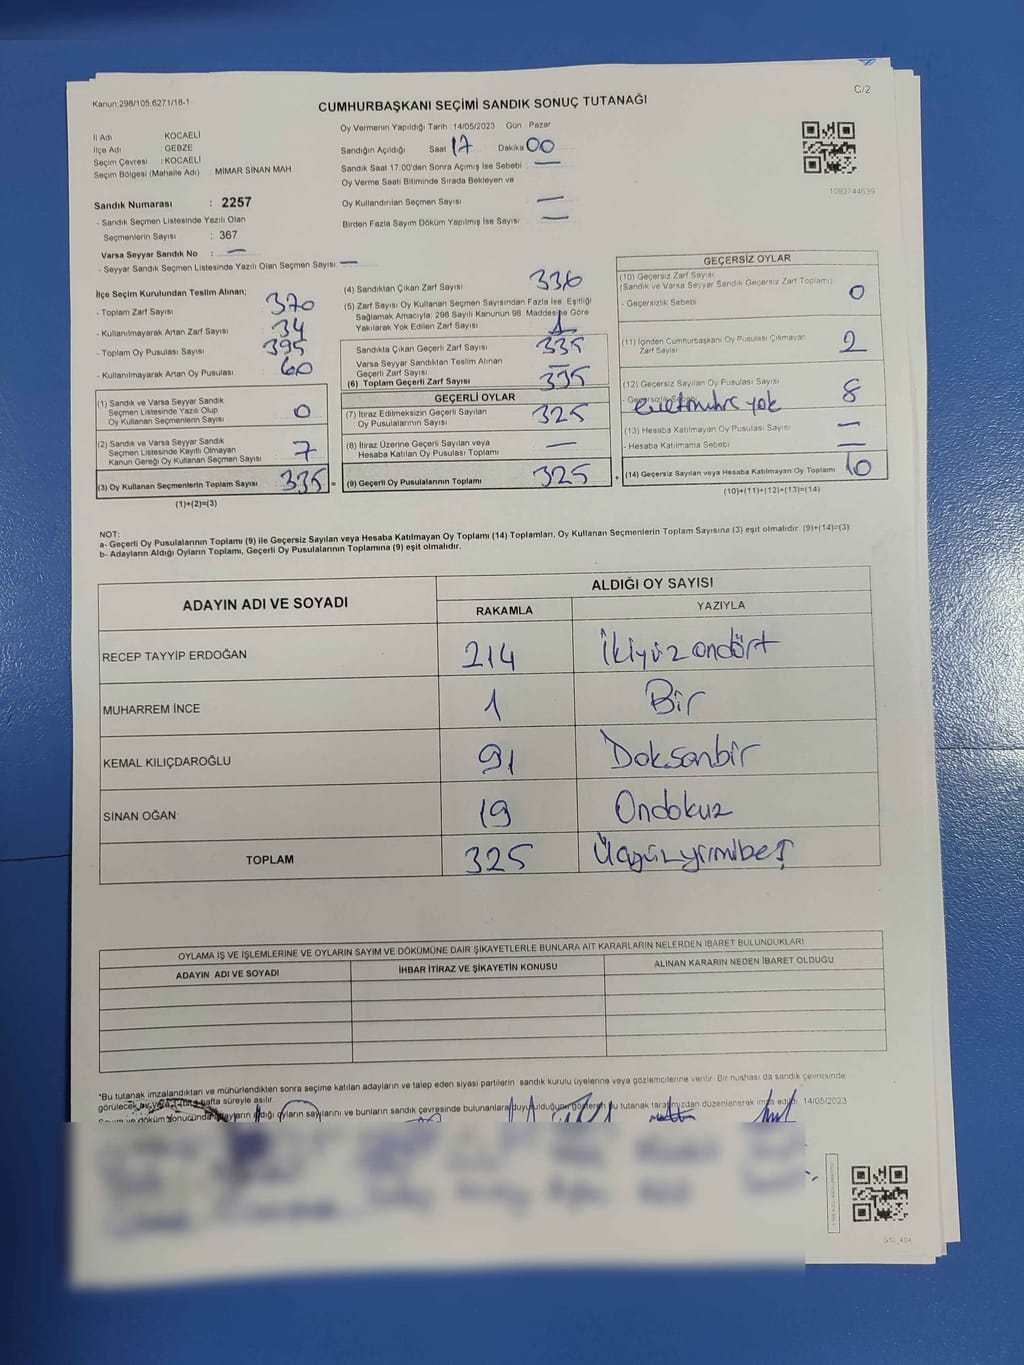 Kanun:298/105,6271/18-1
C/2
CUMHURBAŞKANI SEÇİMİ SANDIK SONUÇ TUTANAĞI
İl Adı : KOCAELİ
İlçe Adı : GEBZE
Seçim Çevresi : KOCAELİ
Seçim Bölgesi (Mahalle Adı) : MİMAR SİNAN MAH.
Sandık Numarası : 2257
- Sandık Seçmen Listesinde Yazılı Olan
Seçmenlerin Sayısı : 367
Varsa Seyyar Sandık No : —
- Seyyar Sandık Seçmen Listesinde Yazılı Olan Seçmen Sayısı: —
Oy Vermenin Yapıldığı Tarih : 14/05/2023 Gün Pazar
Sandığın Açıldığı Saat 17 Dakika 00
Sandık Saat 17:00'den Sonra Açımış İse Sebebi : —
Oy Verme Saati Bitiminde Sırada Bekleyen ve
Oy Kullandırılan Seçmen Sayısı : —
Birden Fazla Sayım Döküm Yapılmış İse Sayısı : —
1093744639
İlçe Seçim Kurulundan Teslim Alınan;
- Toplam Zarf Sayısı : 370
- Kullanılmayarak Artan Zarf Sayısı : 34
- Toplam Oy Pusulası Sayısı : 395
- Kullanılmayarak Artan Oy Pusulası : 60
(1) Sandık ve Varsa Seyyar Sandık
Seçmen Listesinde Yazılı Olup
Oy Kullanan Seçmenlerin Sayısı : 0
(2) Sandık ve Varsa Seyyar Sandık
Seçmen Listesinde Kayıtlı Olmayan
Kanun Gereği Oy Kullanan Seçmen Sayısı : 7
(3) Oy Kullanan Seçmenlerin Toplam Sayısı : 335 =
(1)+(2)=(3)
(4) Sandıktan Çıkan Zarf Sayısı : 336
(5) Zarf Sayısı Oy Kullanan Seçmen Sayısından Fazla İse, Eşitliği
Sağlamak Amacıyla; 298 Sayılı Kanunun 98. Maddesine Göre
Yakılarak Yok Edilen Zarf Sayısı : 1
Sandıkta Çıkan Geçerli Zarf Sayısı : 335
Varsa Seyyar Sandıktan Teslim Alınan
Geçerli Zarf Sayısı : —
(6) Toplam Geçerli Zarf Sayısı : 335
GEÇERLİ OYLAR
(7) İtiraz Edilmeksizin Geçerli Sayılan
Oy Pusulalarının Sayısı : 325
(8) İtiraz Üzerine Geçerli Sayılan veya
Hesaba Katılan Oy Pusulası Toplamı : —
(9) Geçerli Oy Pusulalarının Toplamı : 325 +
GEÇERSİZ OYLAR
(10) Geçersiz Zarf Sayısı
(Sandık ve Varsa Seyyar Sandık Geçersiz Zarf Toplamı) : 0
- Geçersizlik Sebebi :
(11) İçinden Cumhurbaşkanı Oy Pusulası Çıkmayan
Zarf Sayısı : 2
(12) Geçersiz Sayılan Oy Pusulası Sayısı : 8
- Geçersizlik Sebebi yok
(13) Hesaba Katılmayan Oy Pusulası Sayısı : —
- Hesaba Katılmama Sebebi : —
(14) Geçersiz Sayılan veya Hesaba Katılmayan Oy Toplamı : 10
(10)+(11)+(12)+(13)=(14)
NOT:
a- Geçerli Oy Pusulalarının Toplamı (9) ile Geçersiz Sayılan veya Hesaba Katılmayan Oy Toplamı (14) Toplamları, Oy Kullanan Seçmenlerin Toplam Sayısına (3) eşit olmalıdır. (9)+(14)=(3)
b- Adayların Aldığı Oyların Toplamı, Geçerli Oy Pusulalarının Toplamına (9) eşit olmalıdır.
ADAYIN ADI VE SOYADI
ALDIĞI OY SAYISI
RAKAMLA YAZIYLA
RECEP TAYYİP ERDOĞAN 214 İkiyüzondört
MUHARREM İNCE 1 Bir
KEMAL KILIÇDAROĞLU 91 Doksanbir
SİNAN OĞAN 19 Ondokuz
TOPLAM 325 Üçyüzyirmibeş
OYLAMA İŞ VE İŞLEMLERİNE VE OYLARIN SAYIM VE DÖKÜMÜNE DAİR ŞİKAYETLERLE BUNLARA AİT KARARLARIN NELERDEN İBARET BULUNDUKLARI
ADAYIN ADI VE SOYADI İHBAR İTİRAZ VE ŞİKAYETİN KONUSU ALINAN KARARIN NEDEN İBARET OLDUĞU
*Bu tutanak imzalandıktan ve mühürlendikten sonra seçime katılan adayların ve talep eden siyasi partilerin sandık kurulu üyelerine veya gözlemcilerine verilir. Bir nüshası da sandık çevresinde
görülecek bir yere 1 (bir) hafta süreyle asılır.
Sayım ve döküm sonucunda adayların aldığı oyların sayılarını ve bunların sandık çevresinde bulunanlara duyurulduğunu gösteren bu tutanak tarafımızdan düzenlenerek imza edildi. 14/05/2023